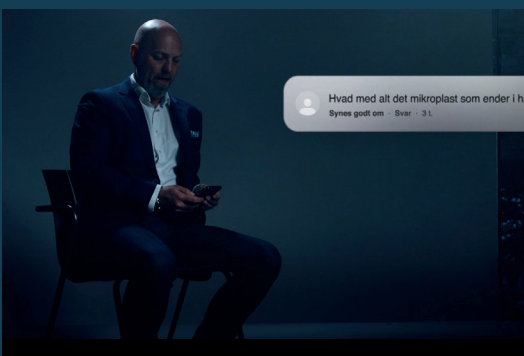 Hvad med alt det mikroplast som ender i h
Synes godt om · Svar · 3 t.